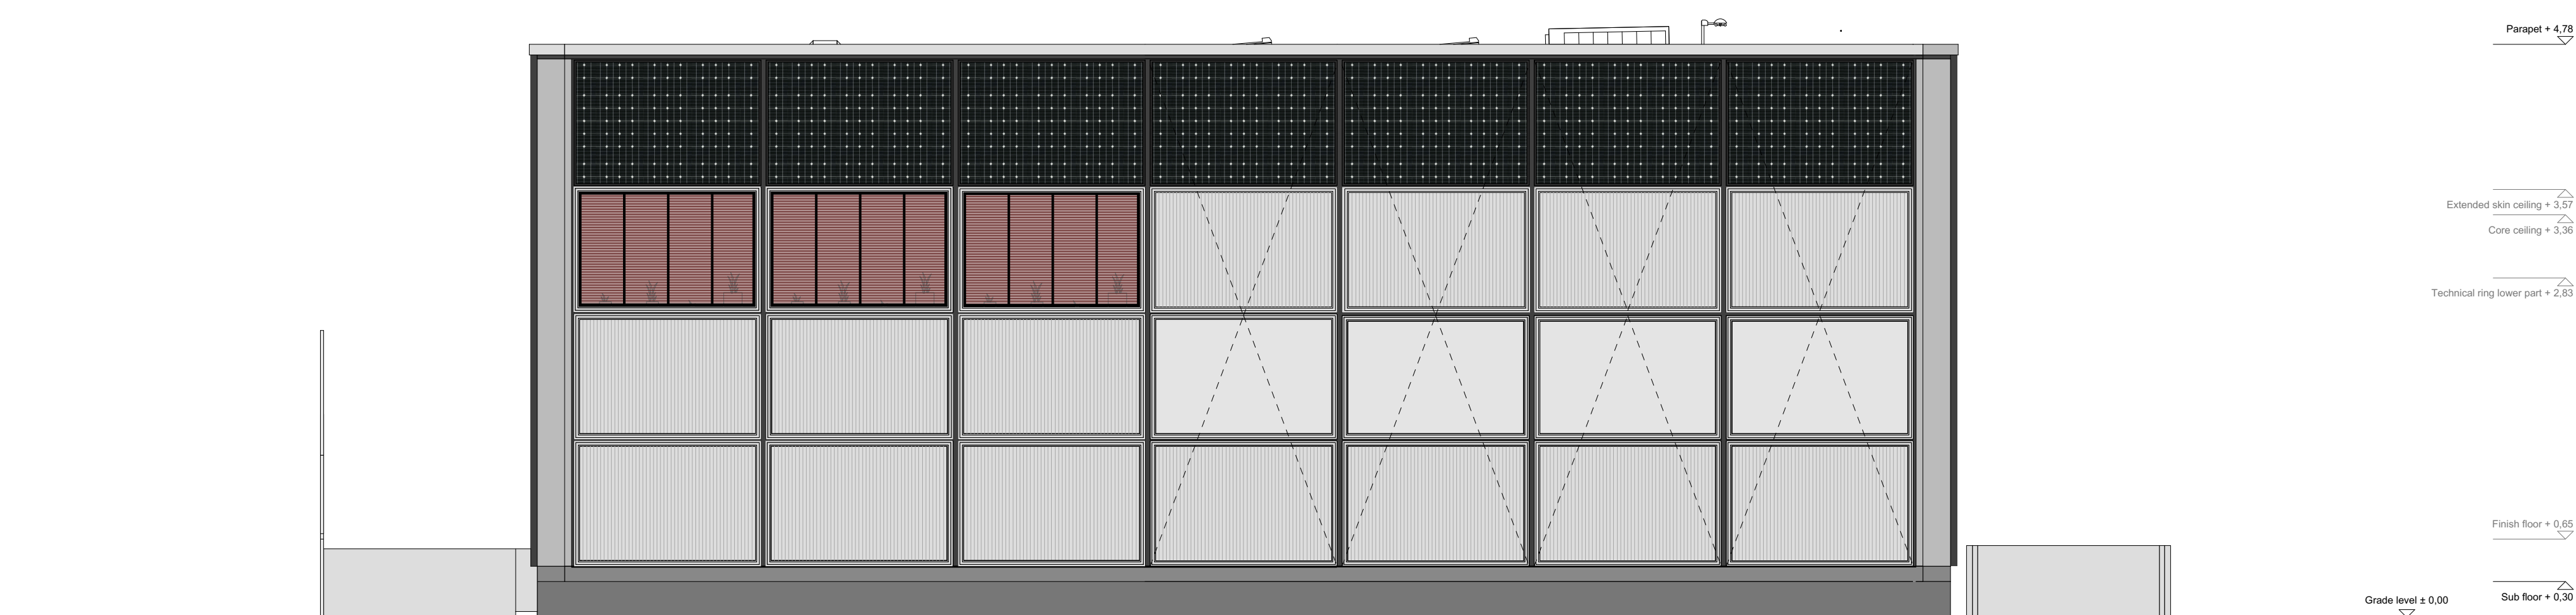 Parapet + 4,78
Extended skin ceiling + 3,57
Core ceiling + 3,36
Technical ring lower part + 2,83
Finish floor + 0,65
Sub floor + 0,30
Grade level ± 0,00